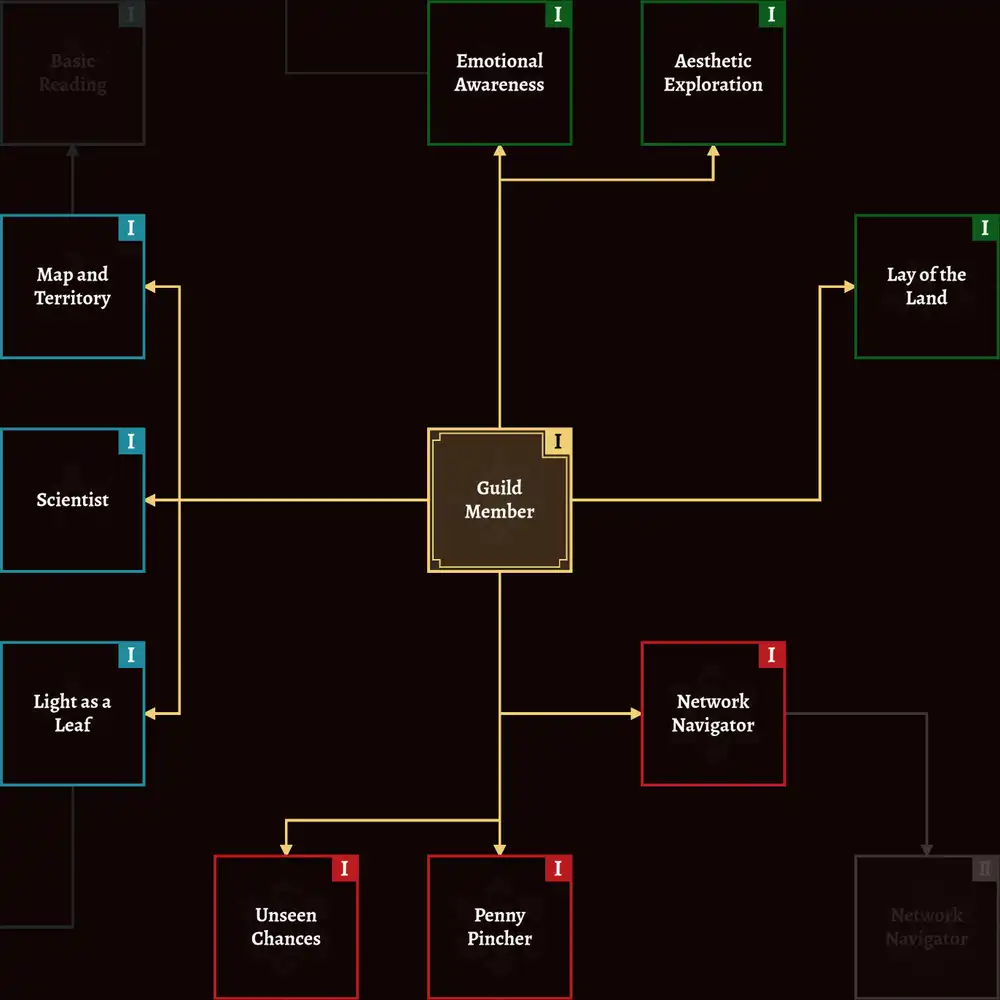 I
Basic
Reading
I
Emotional
Awareness
I
Aesthetic
Exploration
I
Map and
Territory
I
Lay of the
Land
I
Scientist
I
Guild
Member
I
Light as a
Leaf
I
Network
Navigator
I
Unseen
Chances
I
Penny
Pincher
II
Network
Navigator